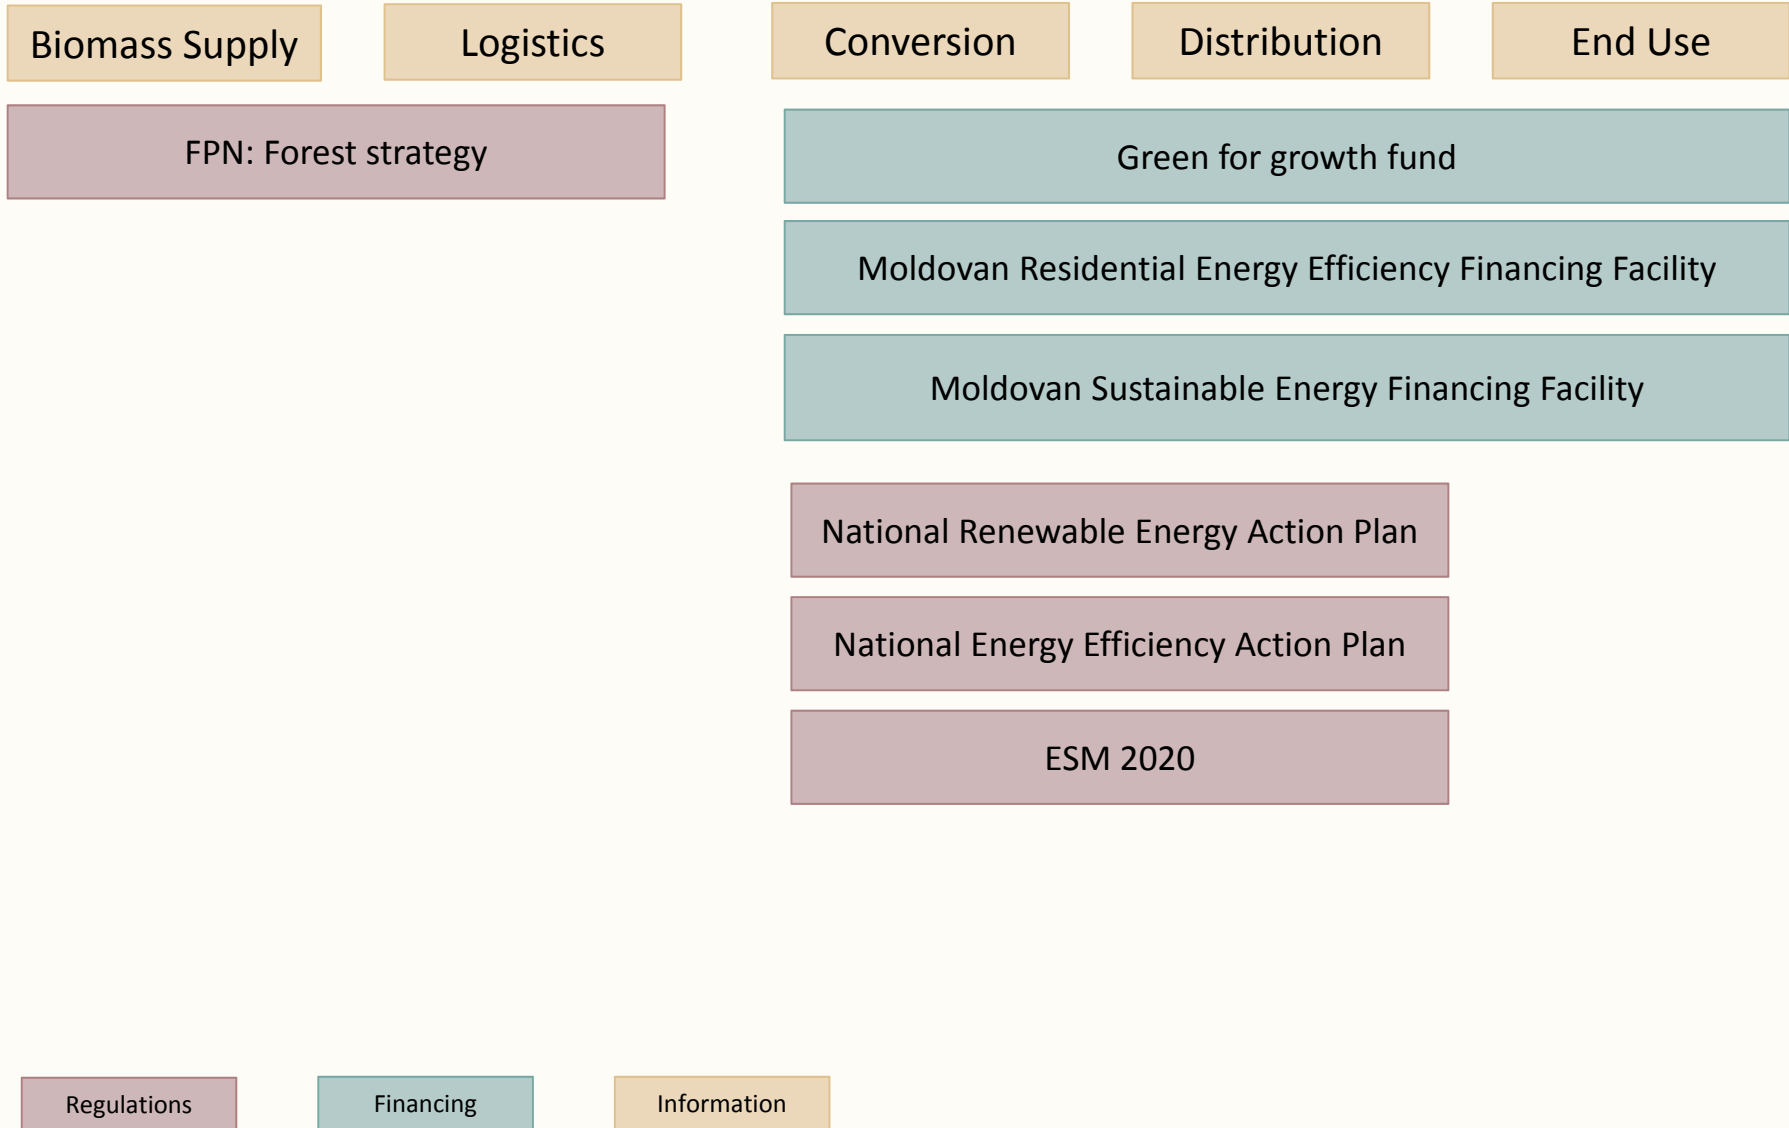 Biomass Supply
Logistics
Conversion
Distribution
End Use
FPN: Forest strategy
Green for growth fund
Moldovan Residential Energy Efficiency Financing Facility
Moldovan Sustainable Energy Financing Facility
National Renewable Energy Action Plan
National Energy Efficiency Action Plan
ESM 2020
Regulations
Financing
Information